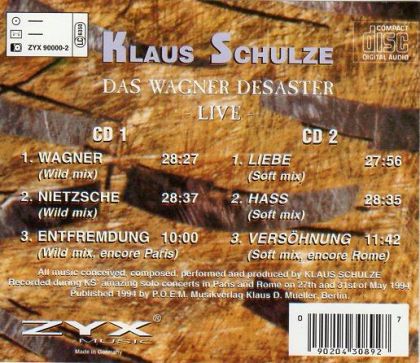 ZYX 90000-2
LC 6350
KLAUS SCHULZE
COMPACT
disc
DIGITAL AUDIO
DAS WAGNER DESASTER
- LIVE -
CD 1
1. WAGNER 28:27
(Wild mix)
2. NIETZSCHE 28:37
(Wild mix)
3. ENTFREMDUNG 10:00
(Wild mix, encore Paris)
CD 2
1. LIEBE 27:56
(Soft mix)
2. HASS 28:35
(Soft mix)
3. VERSÖHNUNG 11:42
(Soft mix, encore Rome)
All music conceived, composed, performed and produced by KLAUS SCHULZE
Recorded during KS' amazing solo concerts in Paris and Rome on 27th and 31st of May 1994
Published 1994 by P.O.E.M. Musikverlag Klaus D. Mueller, Berlin.
ZYX
MUSIC
Made in Germany
0 7
90204 30892